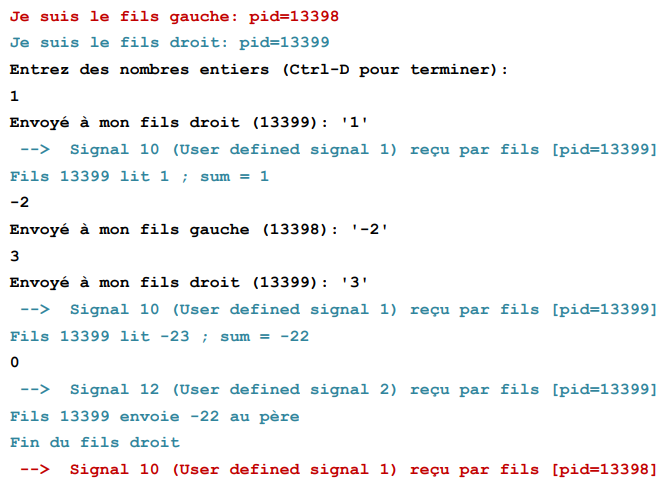 Je suis le fils gauche: pid=13398
Je suis le fils droit: pid=13399
Entrez des nombres entiers (Ctrl-D pour terminer):
1
Envoyé à mon fils droit (13399): '1'
--> Signal 10 (User defined signal 1) reçu par fils [pid=13399]
Fils 13399 lit 1 ; sum = 1
-2
Envoyé à mon fils gauche (13398): '-2'
3
Envoyé à mon fils droit (13399): '3'
--> Signal 10 (User defined signal 1) reçu par fils [pid=13399]
Fils 13399 lit -23 ; sum = -22
0
--> Signal 12 (User defined signal 2) reçu par fils [pid=13399]
Fils 13399 envoie -22 au père
Fin du fils droit
--> Signal 10 (User defined signal 1) reçu par fils [pid=13398]